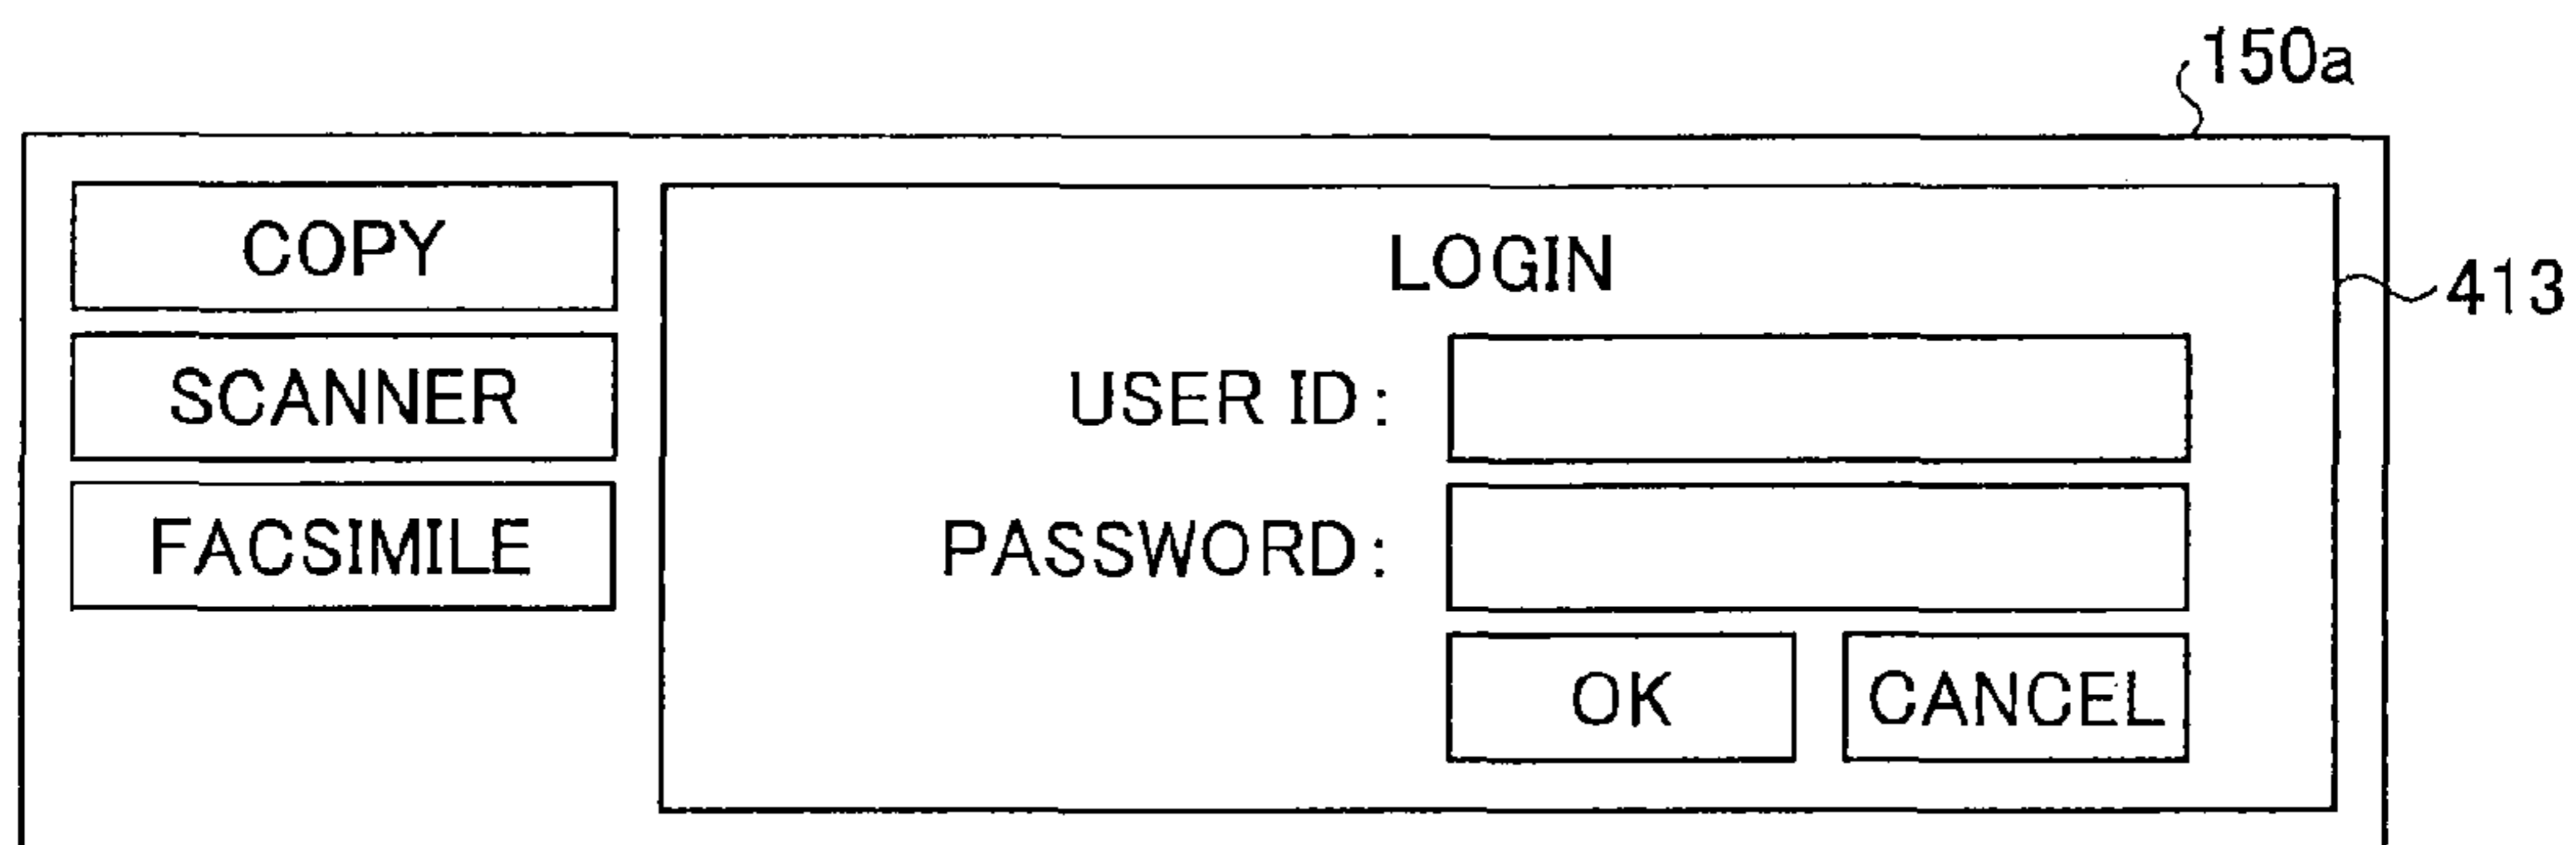 150a
COPY
SCANNER
FACSIMILE
LOGIN
413
USER ID:
PASSWORD:
OK
CANCEL